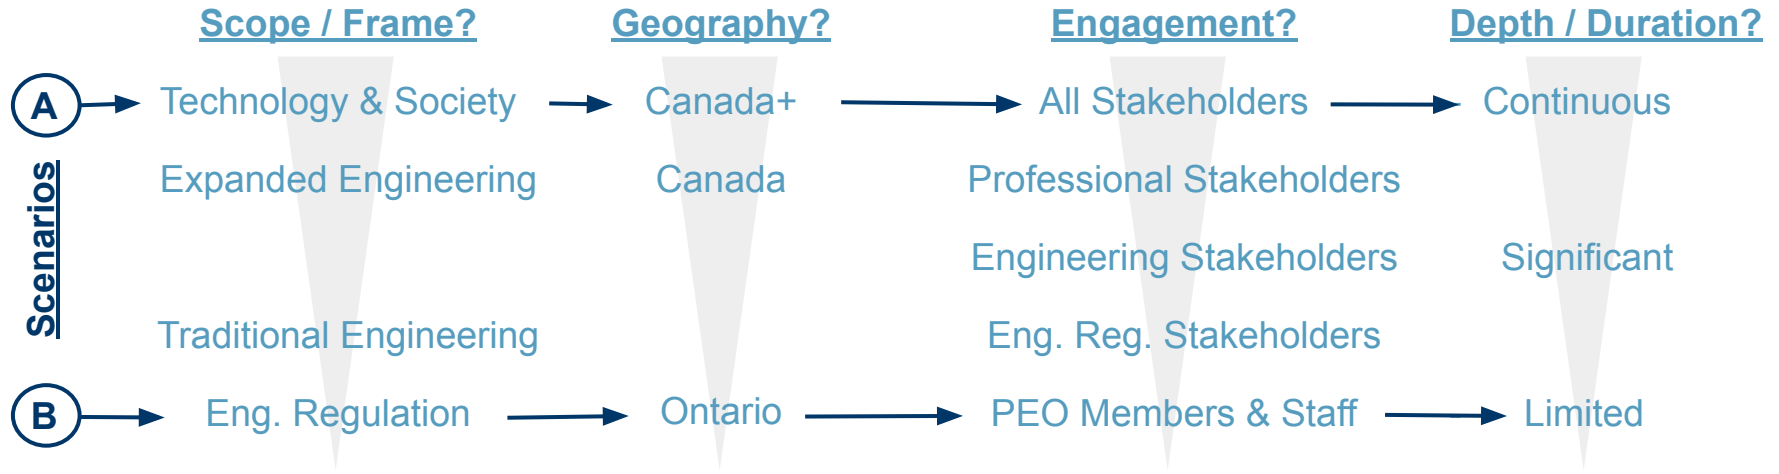 Scope / Frame? Geography? Engagement? Depth / Duration?
A Technology & Society Canada+ All Stakeholders Continuous
Expanded Engineering Canada Professional Stakeholders
Scenarios
Engineering Stakeholders Significant
Traditional Engineering Eng. Reg. Stakeholders
B Eng. Regulation Ontario PEO Members & Staff Limited